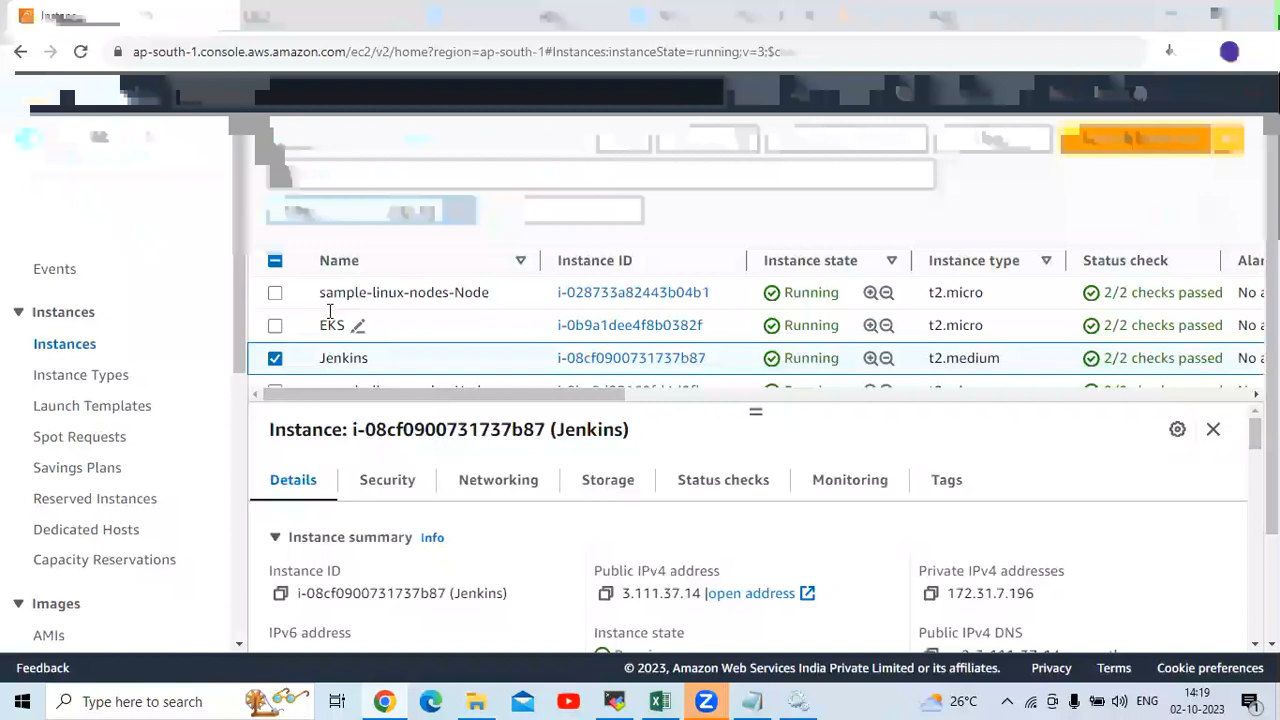 Instance
ap-south-1.console.aws.amazon.com/ec2/v2/home?region=ap-south-1#Instances:instanceState=running;v=3;$c
Name Instance ID Instance state Instance type Status check Alar
sample-linux-nodes-Node i-028733a82443b04b1 Running t2.micro 2/2 checks passed No a
EKS i-0b9a1dee4f8b0382f Running t2.micro 2/2 checks passed No a
Jenkins i-08cf0900731737b87 Running t2.medium 2/2 checks passed No a
Events
Instances
Instances
Instance Types
Launch Templates
Spot Requests
Savings Plans
Reserved Instances
Dedicated Hosts
Capacity Reservations
Images
AMIs
Instance: i-08cf0900731737b87 (Jenkins)
Details Security Networking Storage Status checks Monitoring Tags
Instance summary Info
Instance ID Public IPv4 address Private IPv4 addresses
i-08cf0900731737b87 (Jenkins) 3.111.37.14 |open address 172.31.7.196
IPv6 address Instance state Public IPv4 DNS
Feedback © 2023, Amazon Web Services India Private Limited or its affiliates. Privacy Terms Cookie preferences
Type here to search 26°C ENG 14:19
02-10-2023